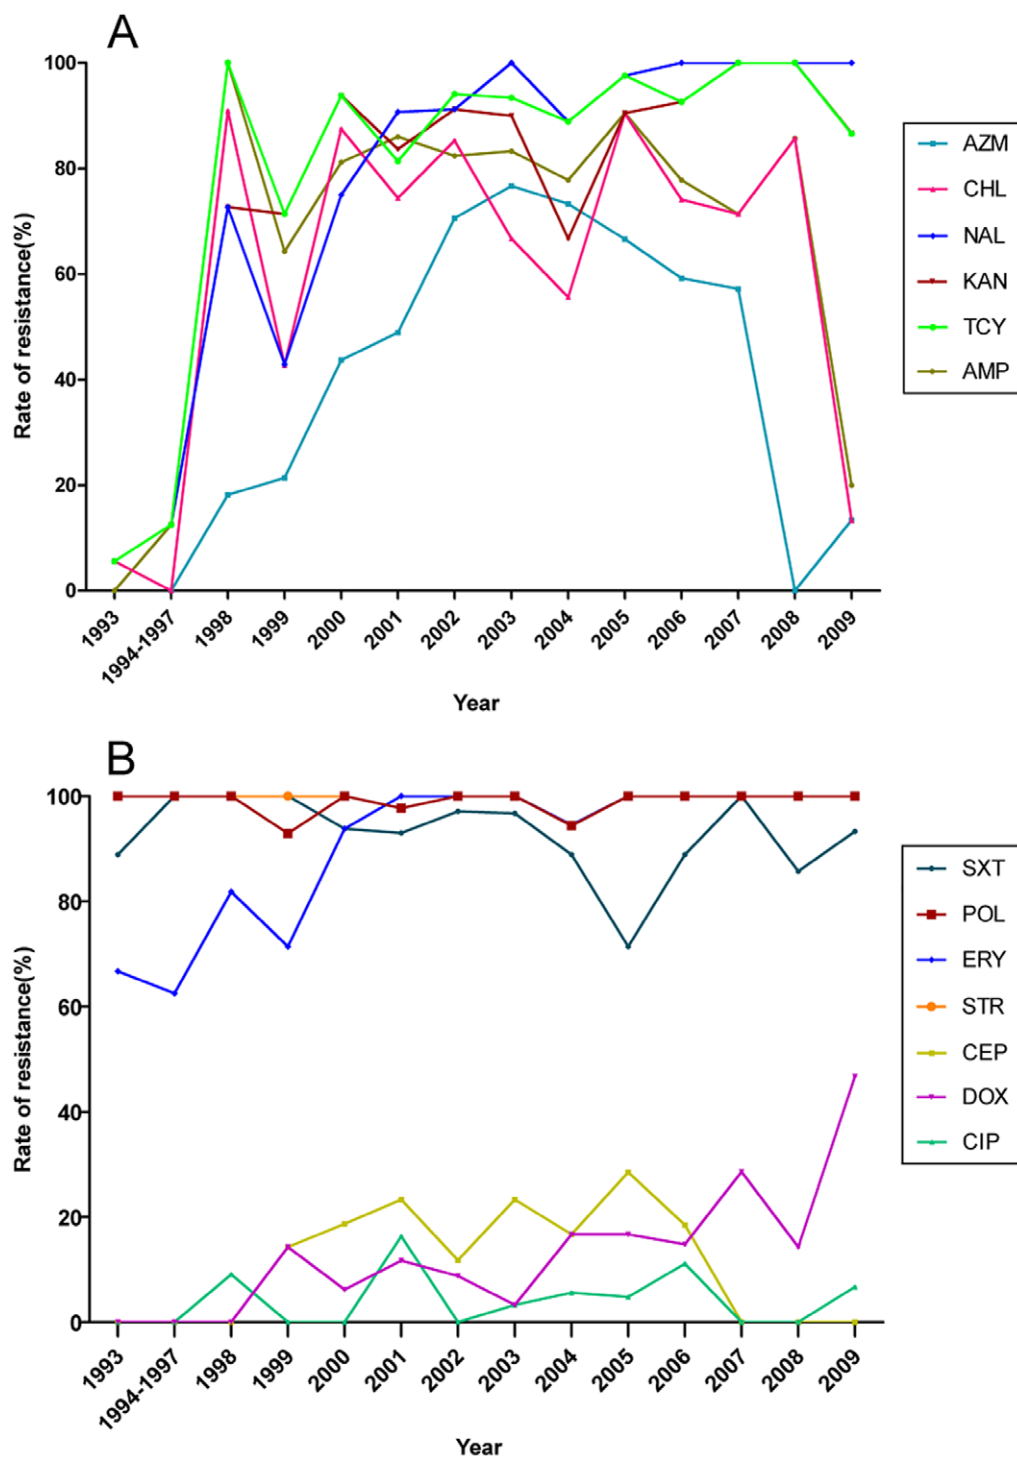 A
100
80
60
40
20
0
Rate of resistance(%)
1993
1994-1997
1998
1999
2000
2001
2002
2003
2004
2005
2006
2007
2008
2009
Year
AZM
CHL
NAL
KAN
TCY
AMP
B
100
80
60
40
20
0
Rate of resistance(%)
1993
1994-1997
1998
1999
2000
2001
2002
2003
2004
2005
2006
2007
2008
2009
Year
SXT
POL
ERY
STR
CEP
DOX
CIP